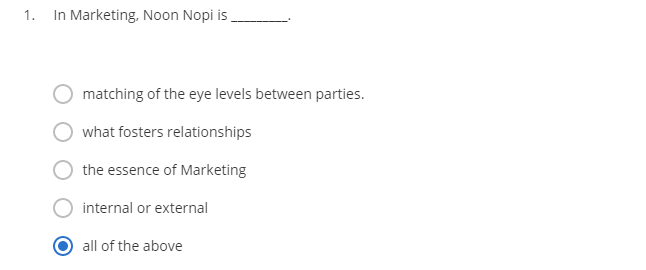 1. In Marketing, Noon Nopi is _________.
matching of the eye levels between parties.
what fosters relationships
the essence of Marketing
internal or external
all of the above